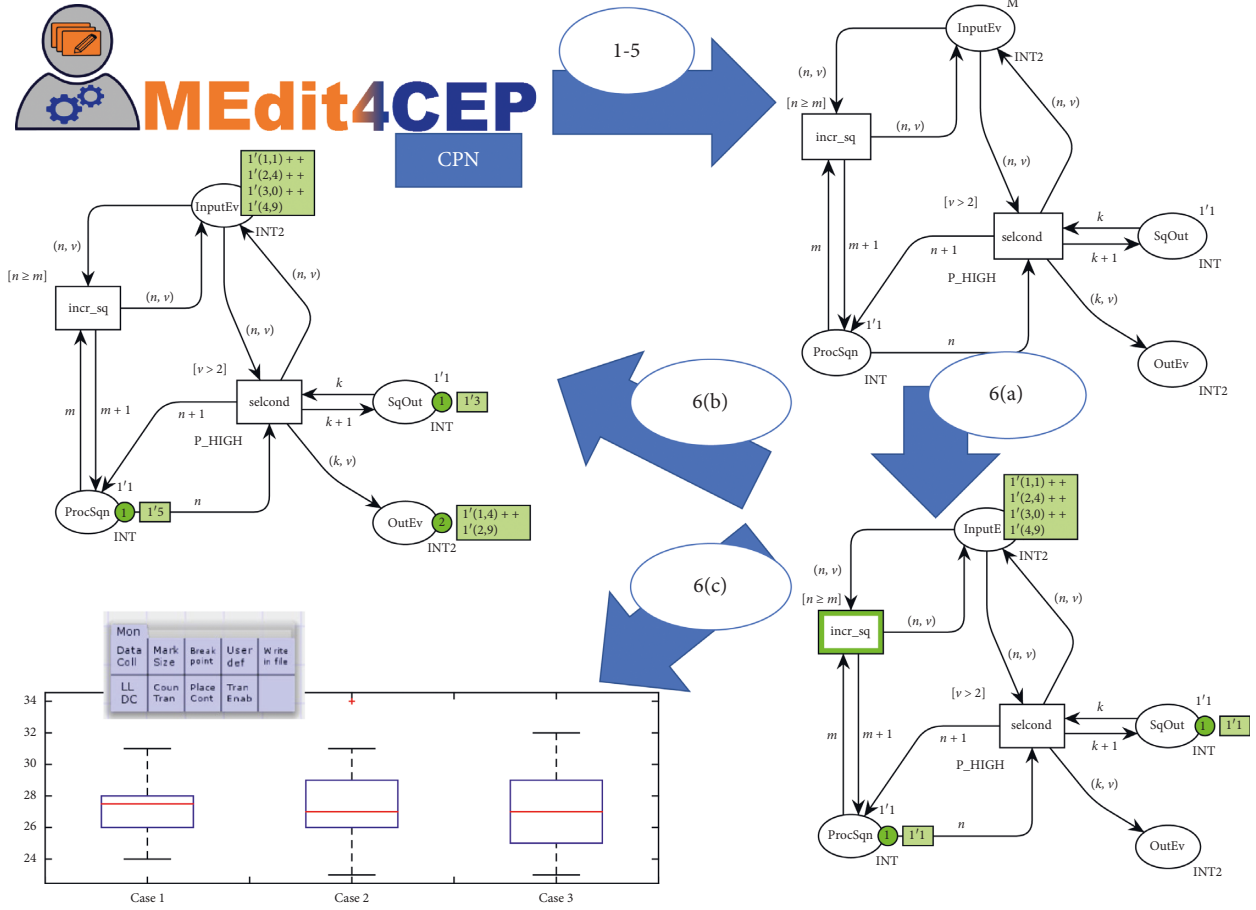 MEdit4CEP
CPN
1-5
M
InputEv
INT2
(n, v)
[n ≥ m]
incr_sq
(n, v)
(n, v)
(n, v)
[v > 2]
selcond
P_HIGH
k
k + 1
1'1
SqOut
INT
n + 1
m
m + 1
(k, v)
1'1
ProcSqn
INT
n
OutEv
INT2
1'(1,1) + +
1'(2,4) + +
1'(3,0) + +
1'(4,9)
InputEv
INT2
(n, v)
[n ≥ m]
incr_sq
(n, v)
(n, v)
(n, v)
[v > 2]
selcond
P_HIGH
k
k + 1
1'1
SqOut
1
1'3
INT
n + 1
m
m + 1
(k, v)
1'1
ProcSqn
1
1'5
INT
n
OutEv
2
1'(1,4) + +
1'(2,9)
INT2
6(b)
6(a)
6(c)
1'(1,1) + +
1'(2,4) + +
1'(3,0) + +
1'(4,9)
InputE
INT2
(n, v)
[n ≥ m]
incr_sq
(n, v)
(n, v)
(n, v)
[v > 2]
selcond
P_HIGH
k
k + 1
1'1
SqOut
1
1'1
INT
n + 1
m
m + 1
(k, v)
1'1
ProcSqn
1
1'1
INT
n
OutEv
INT2
Mon
Data Mark Break User Write
Coll Size point def in file
LL Coun Place Tran
DC Tran Cont Enab
34
32
30
28
26
24
Case 1 Case 2 Case 3